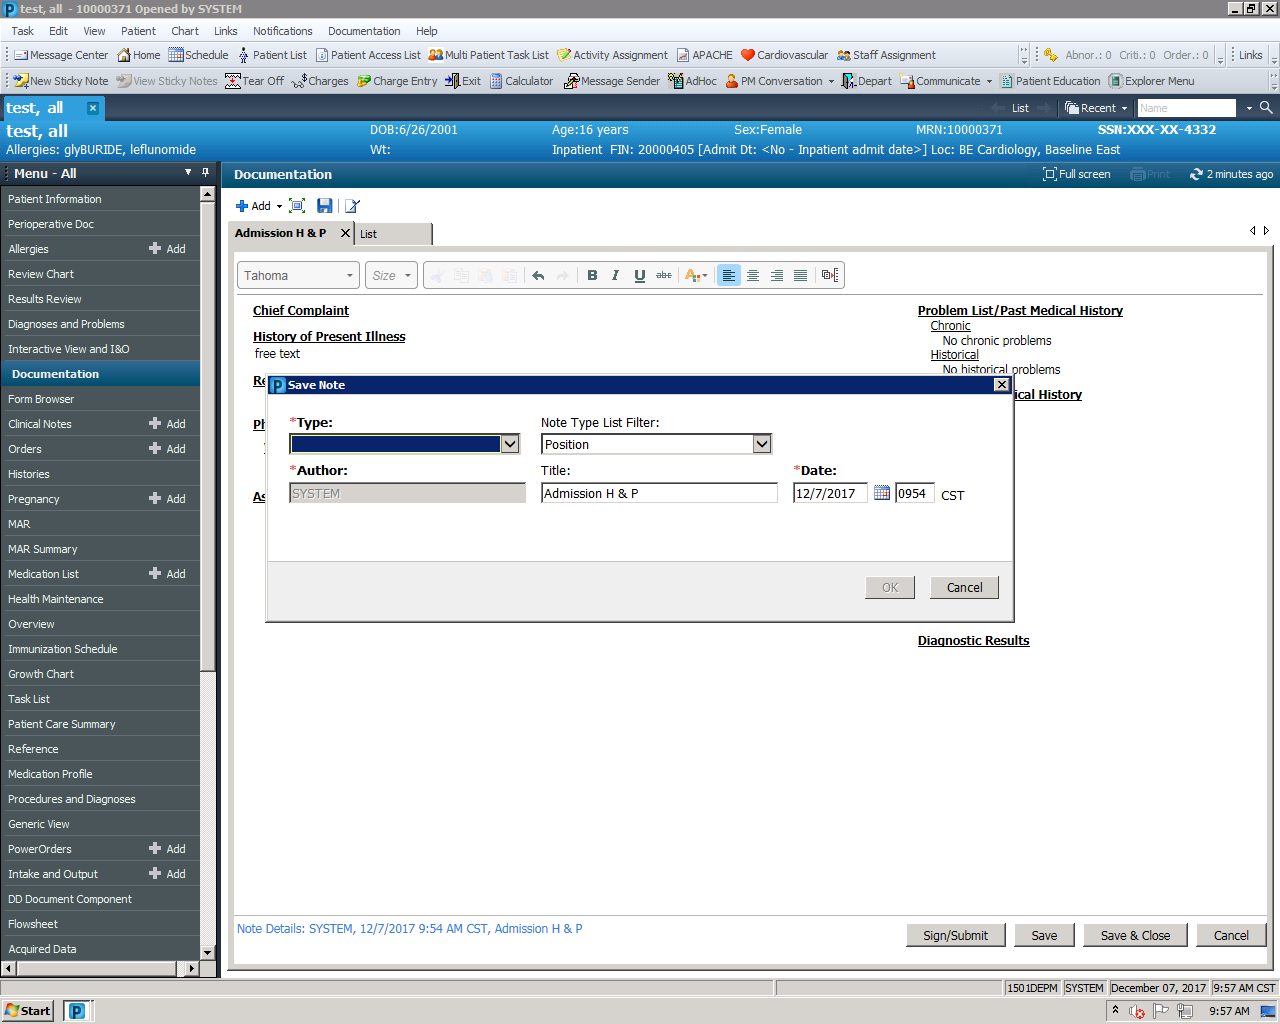 test, all - 10000371 Opened by SYSTEM
Task Edit View Patient Chart Links Notifications Documentation Help
Message Center Home Schedule Patient List Patient Access List Multi Patient Task List Activity Assignment APACHE Cardiovascular Staff Assignment Abnor.: 0 Criti.: 0 Order.: 0 Links
New Sticky Note View Sticky Notes Tear Off Charges Charge Entry Exit Calculator Message Sender AdHoc PM Conversation Depart Communicate Patient Education Explorer Menu
test, all List Recent Name
test, all DOB:6/26/2001 Age:16 years Sex:Female MRN:10000371 SSN:XXX-XX-4332
Allergies: glyBURIDE, leflunomide Wt: Inpatient FIN: 20000405 [Admit Dt: <No - Inpatient admit date>] Loc: BE Cardiology, Baseline East
Menu - All
Patient Information
Perioperative Doc
Allergies Add
Review Chart
Results Review
Diagnoses and Problems
Interactive View and I&O
Documentation
Form Browser
Clinical Notes Add
Orders Add
Histories
Pregnancy Add
MAR
MAR Summary
Medication List Add
Health Maintenance
Overview
Immunization Schedule
Growth Chart
Task List
Patient Care Summary
Reference
Medication Profile
Procedures and Diagnoses
Generic View
PowerOrders Add
Intake and Output Add
DD Document Component
Flowsheet
Acquired Data
Documentation Full screen Print 2 minutes ago
Add
Admission H & P List
Tahoma Size B I U abc A
Chief Complaint
History of Present Illness
free text
Re
Ph
As
Problem List/Past Medical History
Chronic
No chronic problems
Historical
No historical problems
ical History
Diagnostic Results
Save Note
*Type: Note Type List Filter:
Position
*Author: Title: *Date:
SYSTEM Admission H & P 12/7/2017 0954 CST
OK Cancel
Note Details: SYSTEM, 12/7/2017 9:54 AM CST, Admission H & P
Sign/Submit Save Save & Close Cancel
1501DEPM SYSTEM December 07, 2017 9:57 AM CST
Start 9:57 AM